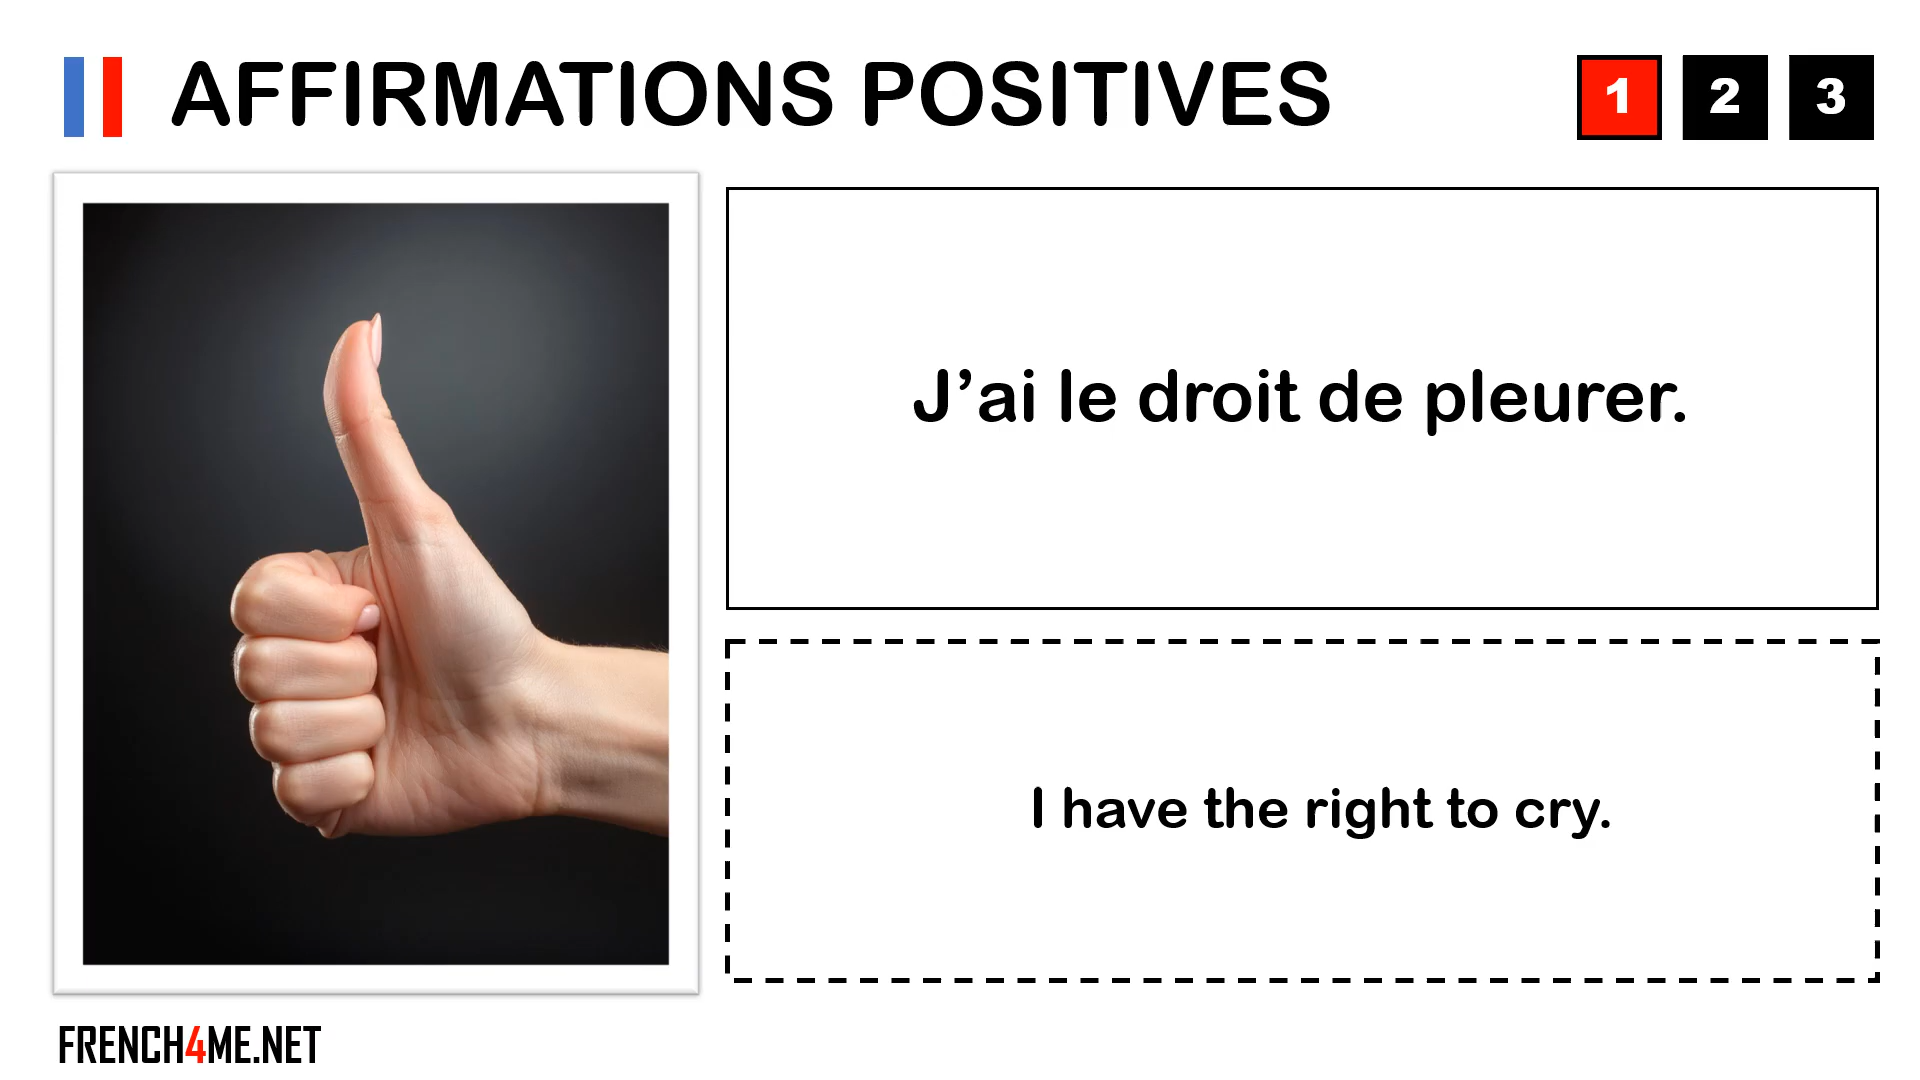 AFFIRMATIONS POSITIVES
1 2 3
J’ai le droit de pleurer.
I have the right to cry.
FRENCH4ME.NET